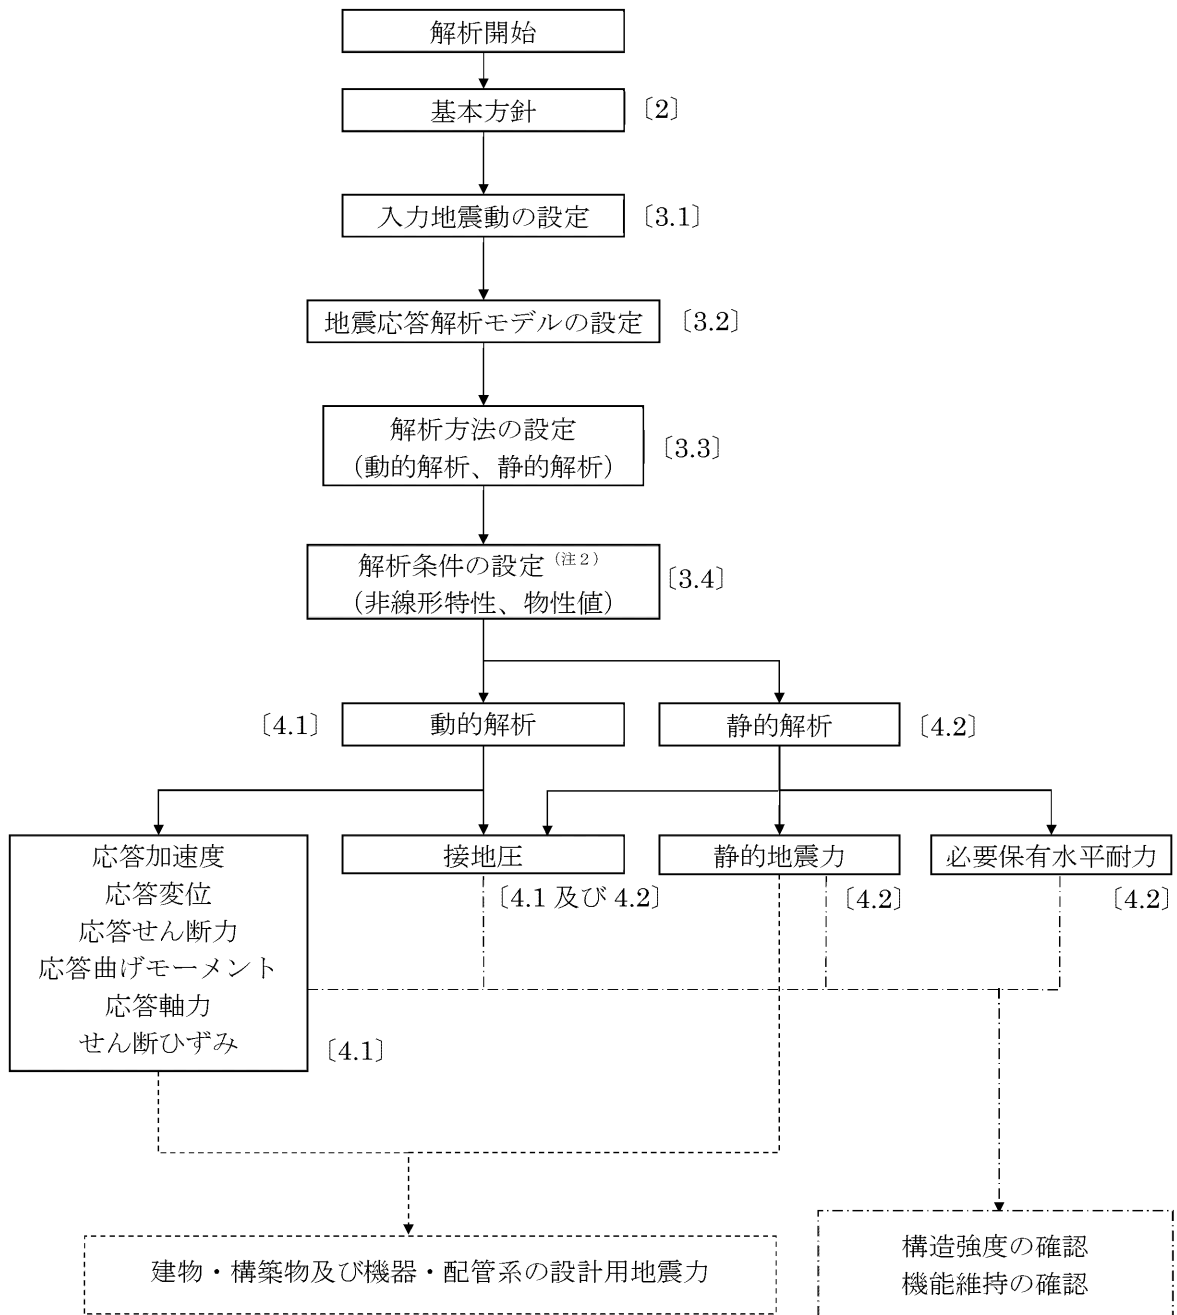 解析開始
基本方針 〔2〕
入力地震動の設定 〔3.1〕
地震応答解析モデルの設定 〔3.2〕
解析方法の設定
（動的解析、静的解析）
〔3.3〕
解析条件の設定（注２）
（非線形特性、物性値）
〔3.4〕
〔4.1〕 動的解析
静的解析 〔4.2〕
応答加速度
応答変位
応答せん断力
応答曲げモーメント
応答軸力
せん断ひずみ
〔4.1〕
接地圧
〔4.1 及び 4.2〕
静的地震力
〔4.2〕
必要保有水平耐力
〔4.2〕
建物・構築物及び機器・配管系の設計用地震力
構造強度の確認
機能維持の確認